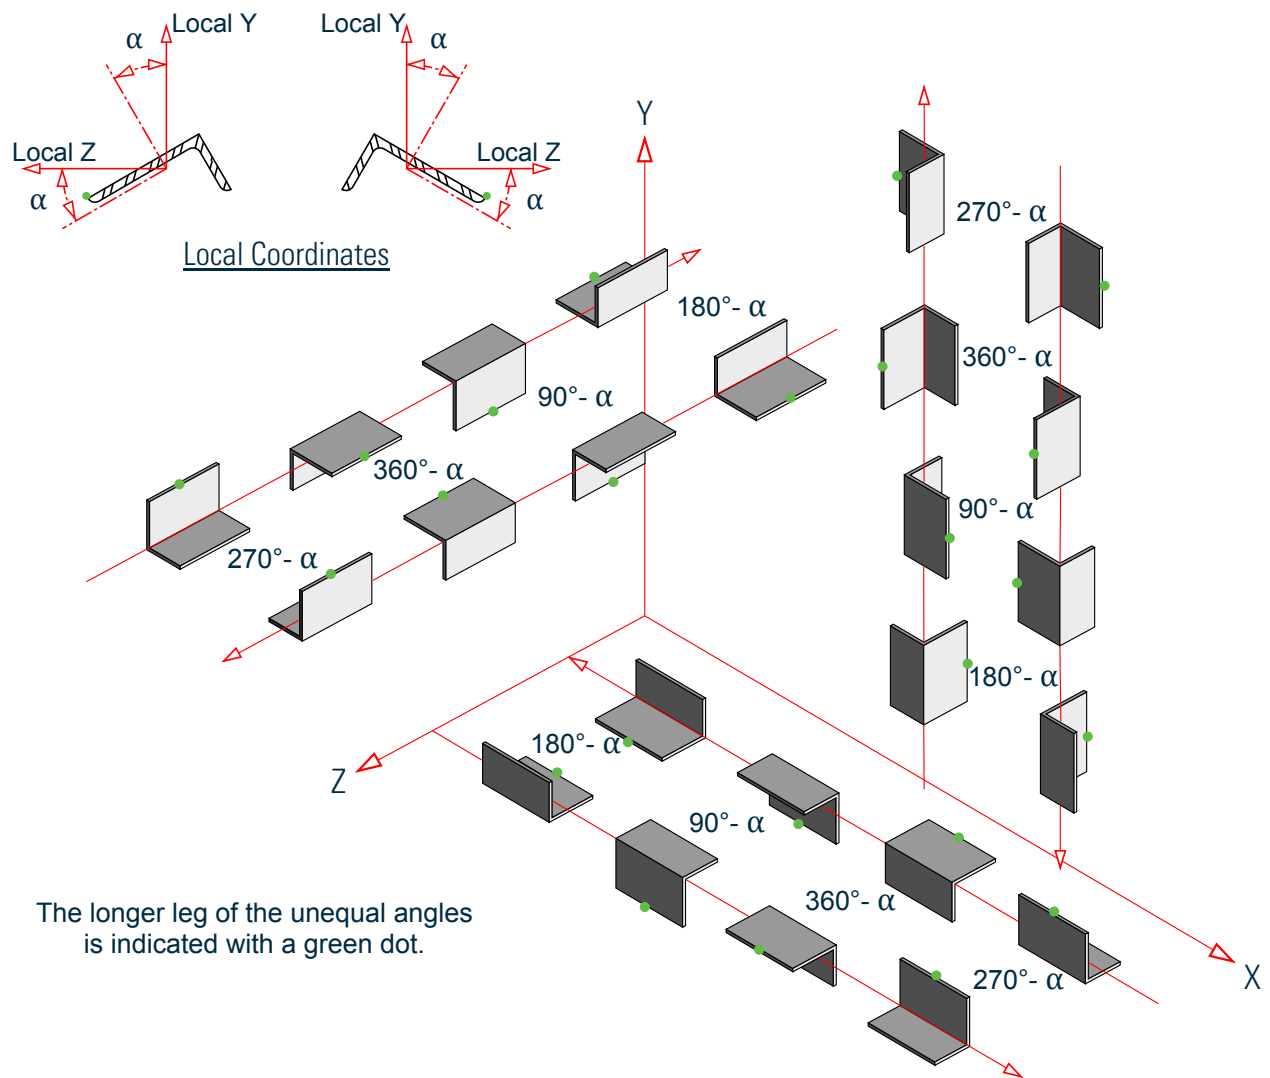 Local Y
Local Y
α
α
Local Z
Local Z
α
α
Local Coordinates
Y
270°- α
180°- α
360°- α
90°- α
360°- α
90°- α
270°- α
180°- α
180°- α
Z
90°- α
360°- α
The longer leg of the unequal angles
is indicated with a green dot.
270°- α
X